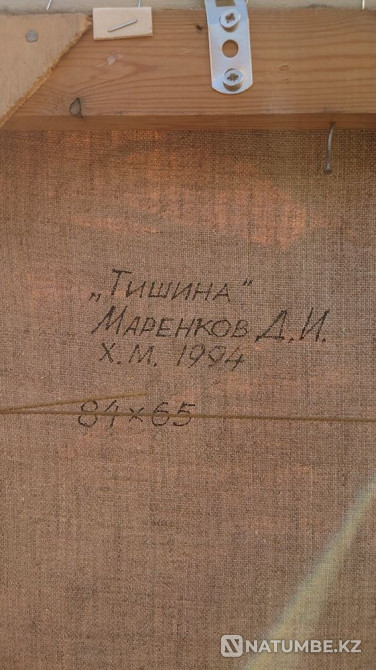 „Тишина"
Маренков Д.И.
Х.М. 1994
84×65
NATUMBE.KZ